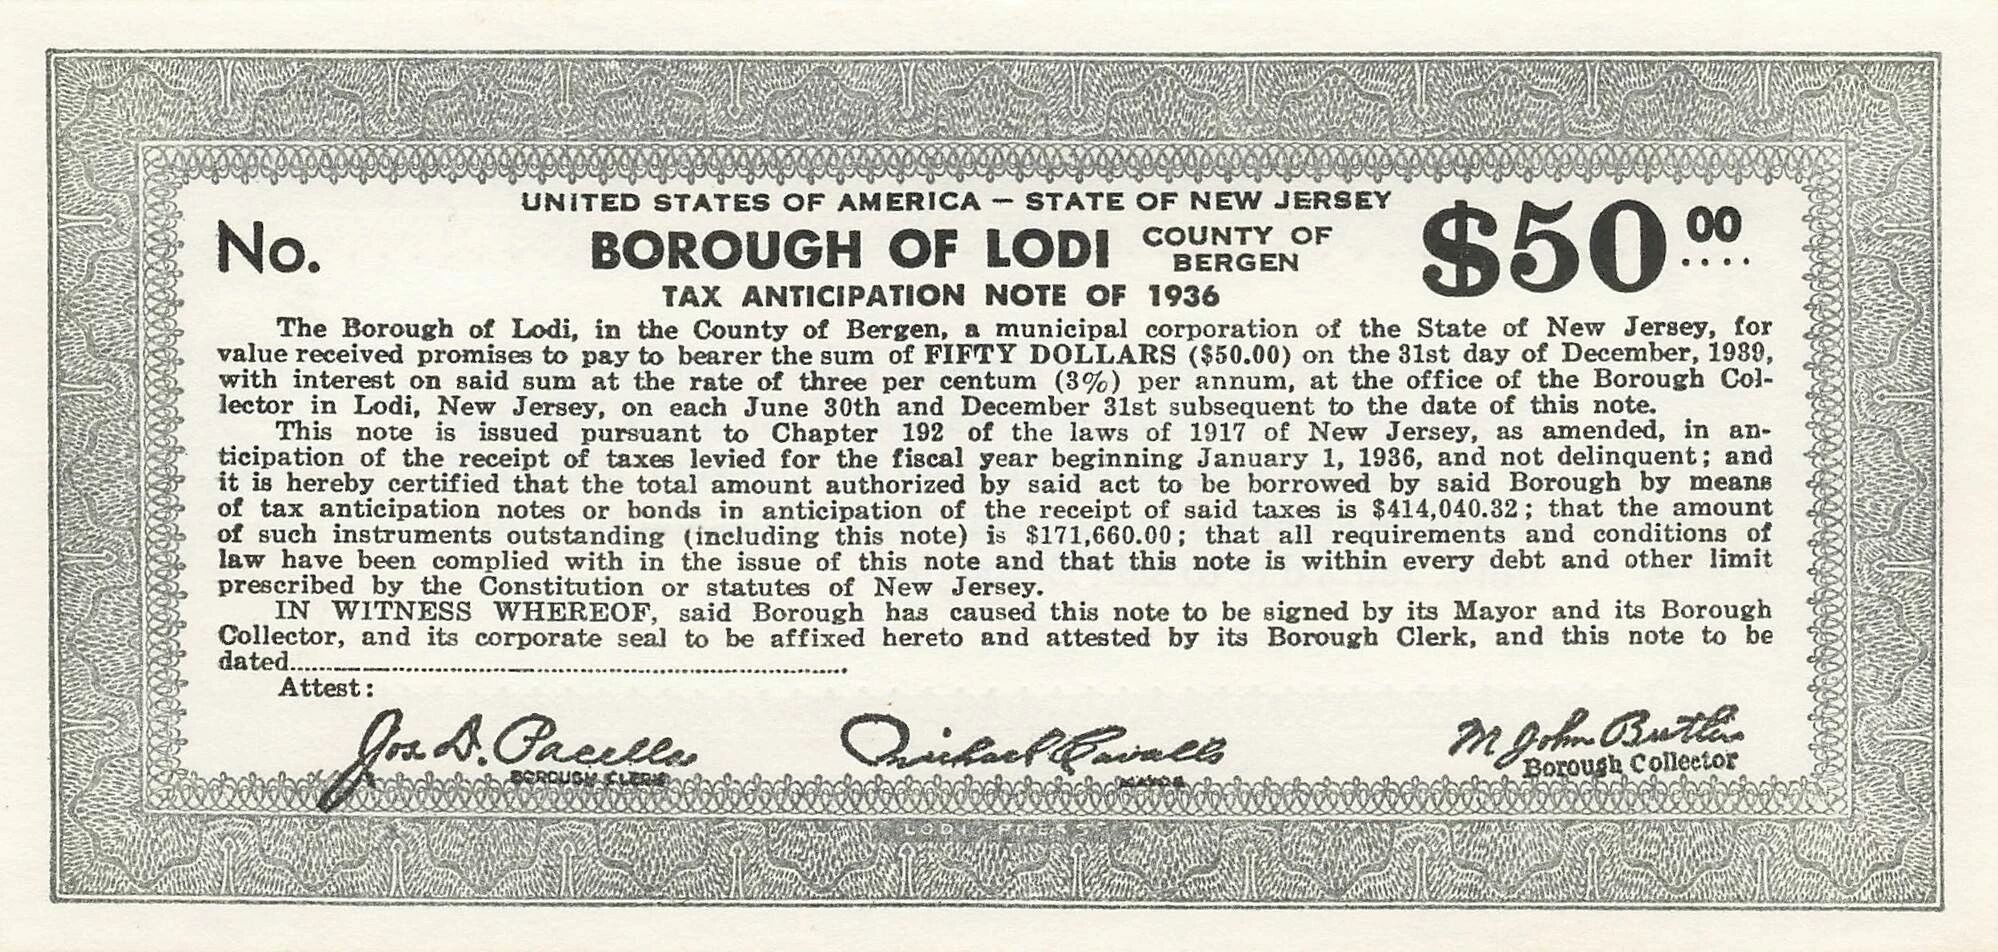 UNITED STATES OF AMERICA — STATE OF NEW JERSEY
No.
BOROUGH OF LODI
COUNTY OF
BERGEN
$50.00
TAX ANTICIPATION NOTE OF 1936
The Borough of Lodi, in the County of Bergen, a municipal corporation of the State of New Jersey, for
value received promises to pay to bearer the sum of FIFTY DOLLARS ($50.00) on the 31st day of December, 1939,
with interest on said sum at the rate of three per centum (3%) per annum, at the office of the Borough Col-
lector in Lodi, New Jersey, on each June 30th and December 31st subsequent to the date of this note.
This note is issued pursuant to Chapter 192 of the laws of 1917 of New Jersey, as amended, in an-
ticipation of the receipt of taxes levied for the fiscal year beginning January 1, 1936, and not delinquent; and
it is hereby certified that the total amount authorized by said act to be borrowed by said Borough by means
of tax anticipation notes or bonds in anticipation of the receipt of said taxes is $414,040.32; that the amount
of such instruments outstanding (including this note) is $171,660.00; that all requirements and conditions of
law have been complied with in the issue of this note and that this note is within every debt and other limit
prescribed by the Constitution or statutes of New Jersey.
IN WITNESS WHEREOF, said Borough has caused this note to be signed by its Mayor and its Borough
Collector, and its corporate seal to be affixed hereto and attested by its Borough Clerk, and this note to be
dated
Attest:
Jos. D. Pacella
BOROUGH CLERK
Michael Cavallo
MAYOR
M John Butler
Borough Collector
LODI PRESS